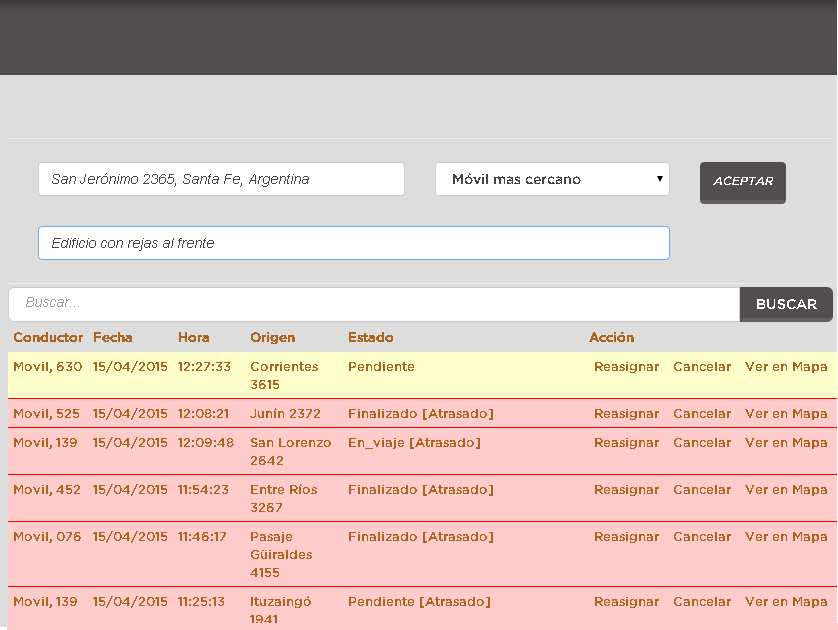 San Jerónimo 2365, Santa Fe, Argentina Móvil mas cercano ACEPTAR
Edificio con rejas al frente
Buscar... BUSCAR
Conductor Fecha Hora Origen Estado Acción
Movil, 630 15/04/2015 12:27:33 Corrientes Pendiente Reasignar Cancelar Ver en Mapa
3615
Movil, 525 15/04/2015 12:08:21 Junín 2372 Finalizado [Atrasado] Reasignar Cancelar Ver en Mapa
Movil, 139 15/04/2015 12:09:48 San Lorenzo En_viaje [Atrasado] Reasignar Cancelar Ver en Mapa
2642
Movil, 452 15/04/2015 11:54:23 Entre Ríos Finalizado [Atrasado] Reasignar Cancelar Ver en Mapa
3267
Movil, 076 15/04/2015 11:46:17 Pasaje Finalizado [Atrasado] Reasignar Cancelar Ver en Mapa
Güiraldes
4155
Movil, 139 15/04/2015 11:25:13 Ituzaingó Pendiente [Atrasado] Reasignar Cancelar Ver en Mapa
1941